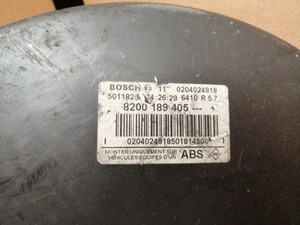 BOSCH 11" 0204024918
501182/5 14:26:29 6410 R 5.7
8200 189 405 ---
0204024918501814500
MONTER UNIQUEMENT SUR
VEHICULES EQUIPES D'UN ABS